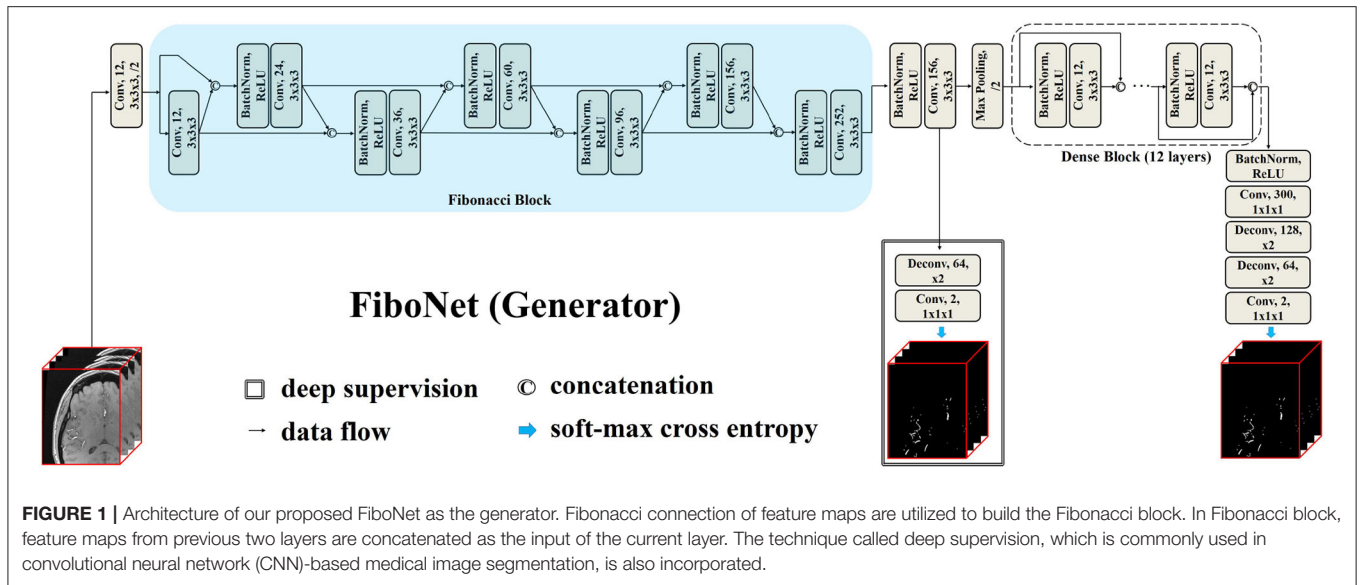 Conv, 12,
3x3x3, /2
Conv, 12,
3x3x3
BatchNorm,
ReLU
Conv, 24,
3x3x3
BatchNorm,
ReLU
Conv, 36,
3x3x3
BatchNorm,
ReLU
Conv, 60,
3x3x3
BatchNorm,
ReLU
Conv, 96,
3x3x3
BatchNorm,
ReLU
Conv, 156,
3x3x3
BatchNorm,
ReLU
Conv, 252,
3x3x3
Fibonacci Block
BatchNorm,
ReLU
Conv, 156,
3x3x3
Max Pooling,
/2
BatchNorm,
ReLU
Conv, 12,
3x3x3
...
BatchNorm,
ReLU
Conv, 12,
3x3x3
Dense Block (12 layers)
BatchNorm,
ReLU
Conv, 300,
1x1x1
Deconv, 128,
x2
Deconv, 64,
x2
Conv, 2,
1x1x1
Deconv, 64,
x2
Conv, 2,
1x1x1
FiboNet (Generator)
deep supervision
© concatenation
data flow
soft-max cross entropy
FIGURE 1 | Architecture of our proposed FiboNet as the generator. Fibonacci connection of feature maps are utilized to build the Fibonacci block. In Fibonacci block,
feature maps from previous two layers are concatenated as the input of the current layer. The technique called deep supervision, which is commonly used in
convolutional neural network (CNN)-based medical image segmentation, is also incorporated.